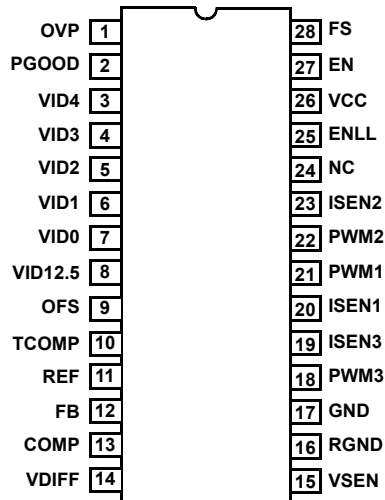 OVP 1 28 FS
PGOOD 2 27 EN
VID4 3 26 VCC
VID3 4 25 ENLL
VID2 5 24 NC
VID1 6 23 ISEN2
VID0 7 22 PWM2
VID12.5 8 21 PWM1
OFS 9 20 ISEN1
TCOMP 10 19 ISEN3
REF 11 18 PWM3
FB 12 17 GND
COMP 13 16 RGND
VDIFF 14 15 VSEN